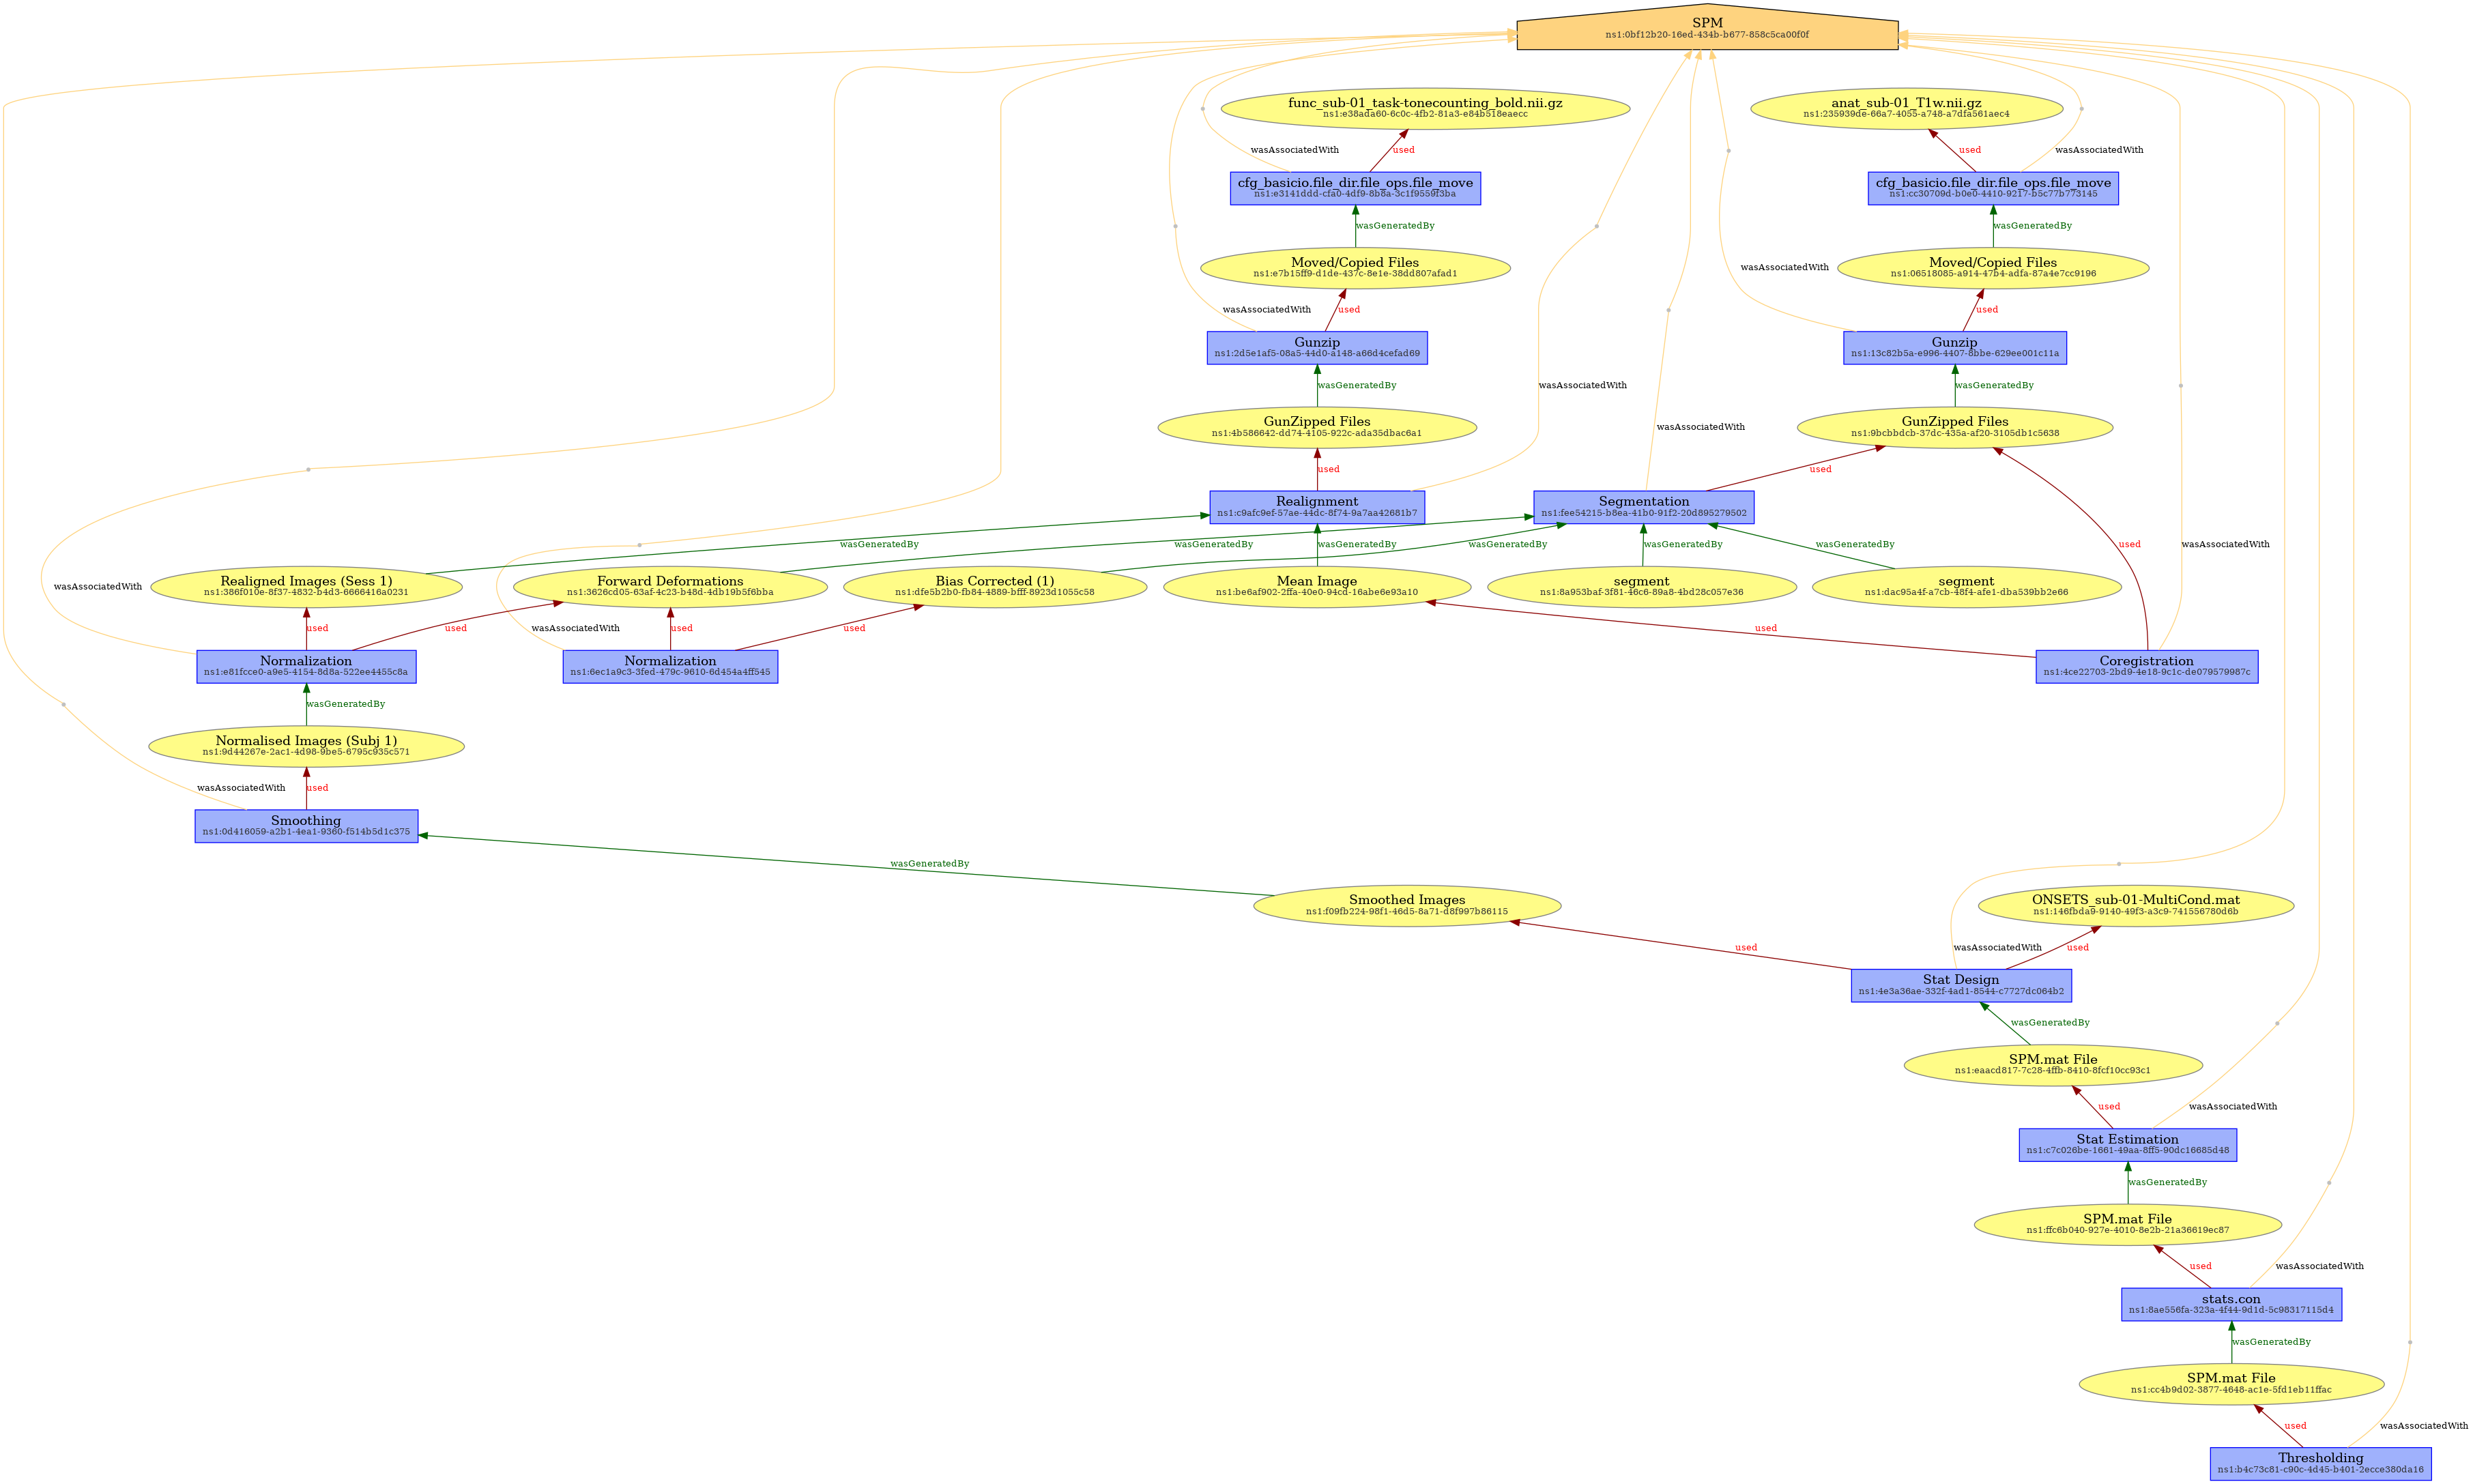 SPM
ns1:0bf12b20-16ed-434b-b677-858c5ca00f0f
func_sub-01_task-tonecounting_bold.nii.gz
ns1:e38ada60-6c0c-4fb2-81a3-e84b518eaecc
anat_sub-01_T1w.nii.gz
ns1:235939de-66a7-4055-a748-a7dfa561aec4
wasAssociatedWith
used
used
wasAssociatedWith
cfg_basicio.file_dir.file_ops.file_move
ns1:e3141ddd-cfa0-4df9-8b8a-3c1f9559f3ba
cfg_basicio.file_dir.file_ops.file_move
ns1:cc30709d-b0e0-4410-9217-b5c77b773145
wasGeneratedBy
wasGeneratedBy
Moved/Copied Files
ns1:e7b15ff9-d1de-437c-8e1e-38dd807afad1
wasAssociatedWith
Moved/Copied Files
ns1:06518085-a914-47b4-adfa-87a4e7cc9196
wasAssociatedWith
used
used
Gunzip
ns1:2d5e1af5-08a5-44d0-a148-a66d4cefad69
Gunzip
ns1:13c82b5a-e996-4407-8bbe-629ee001c11a
wasGeneratedBy
wasAssociatedWith
wasGeneratedBy
GunZipped Files
ns1:4b586642-dd74-4105-922c-ada35dbac6a1
wasAssociatedWith
GunZipped Files
ns1:9bcbbdcb-37dc-435a-af20-3105db1c5638
used
used
Realignment
ns1:c9afc9ef-57ae-44dc-8f74-9a7aa42681b7
Segmentation
ns1:fee54215-b8ea-41b0-91f2-20d895279502
wasGeneratedBy
wasGeneratedBy
wasGeneratedBy
wasGeneratedBy
wasGeneratedBy
wasGeneratedBy
used
wasAssociatedWith
wasAssociatedWith
Realigned Images (Sess 1)
ns1:386f010e-8f37-4832-b4d3-6666416a0231
Forward Deformations
ns1:3626cd05-63af-4c23-b48d-4db19b5f6bba
Bias Corrected (1)
ns1:dfe5b2b0-fb84-4889-bfff-8923d1055c58
Mean Image
ns1:be6af902-2ffa-40e0-94cd-16abe6e93a10
segment
ns1:8a953baf-3f81-46c6-89a8-4bd28c057e36
segment
ns1:dac95a4f-a7cb-48f4-afe1-dba539bb2e66
used
used
wasAssociatedWith
used
used
used
Normalization
ns1:e81fcce0-a9e5-4154-8d8a-522ee4455c8a
Normalization
ns1:6ec1a9c3-3fed-479c-9610-6d454a4ff545
Coregistration
ns1:4ce22703-2bd9-4e18-9c1c-de079579987c
wasGeneratedBy
Normalised Images (Subj 1)
ns1:9d44267e-2ac1-4d98-9be5-6795c935c571
wasAssociatedWith
used
Smoothing
ns1:0d416059-a2b1-4ea1-9360-f514b5d1c375
wasGeneratedBy
Smoothed Images
ns1:f09fb224-98f1-46d5-8a71-d8f997b86115
ONSETS_sub-01-MultiCond.mat
ns1:146fbda9-9140-49f3-a3c9-741556780d6b
used
wasAssociatedWith
used
Stat Design
ns1:4e3a36ae-332f-4ad1-8544-c7727dc064b2
wasGeneratedBy
SPM.mat File
ns1:eaacd817-7c28-4ffb-8410-8fcf10cc93c1
used
wasAssociatedWith
Stat Estimation
ns1:c7c026be-1661-49aa-8ff5-90dc16685d48
wasGeneratedBy
SPM.mat File
ns1:ffc6b040-927e-4010-8e2b-21a36619ec87
used
wasAssociatedWith
stats.con
ns1:8ae556fa-323a-4f44-9d1d-5c98317115d4
wasGeneratedBy
SPM.mat File
ns1:cc4b9d02-3877-4648-ac1e-5fd1eb11ffac
used
wasAssociatedWith
Thresholding
ns1:b4c73c81-c90c-4d45-b401-2ecce380da16